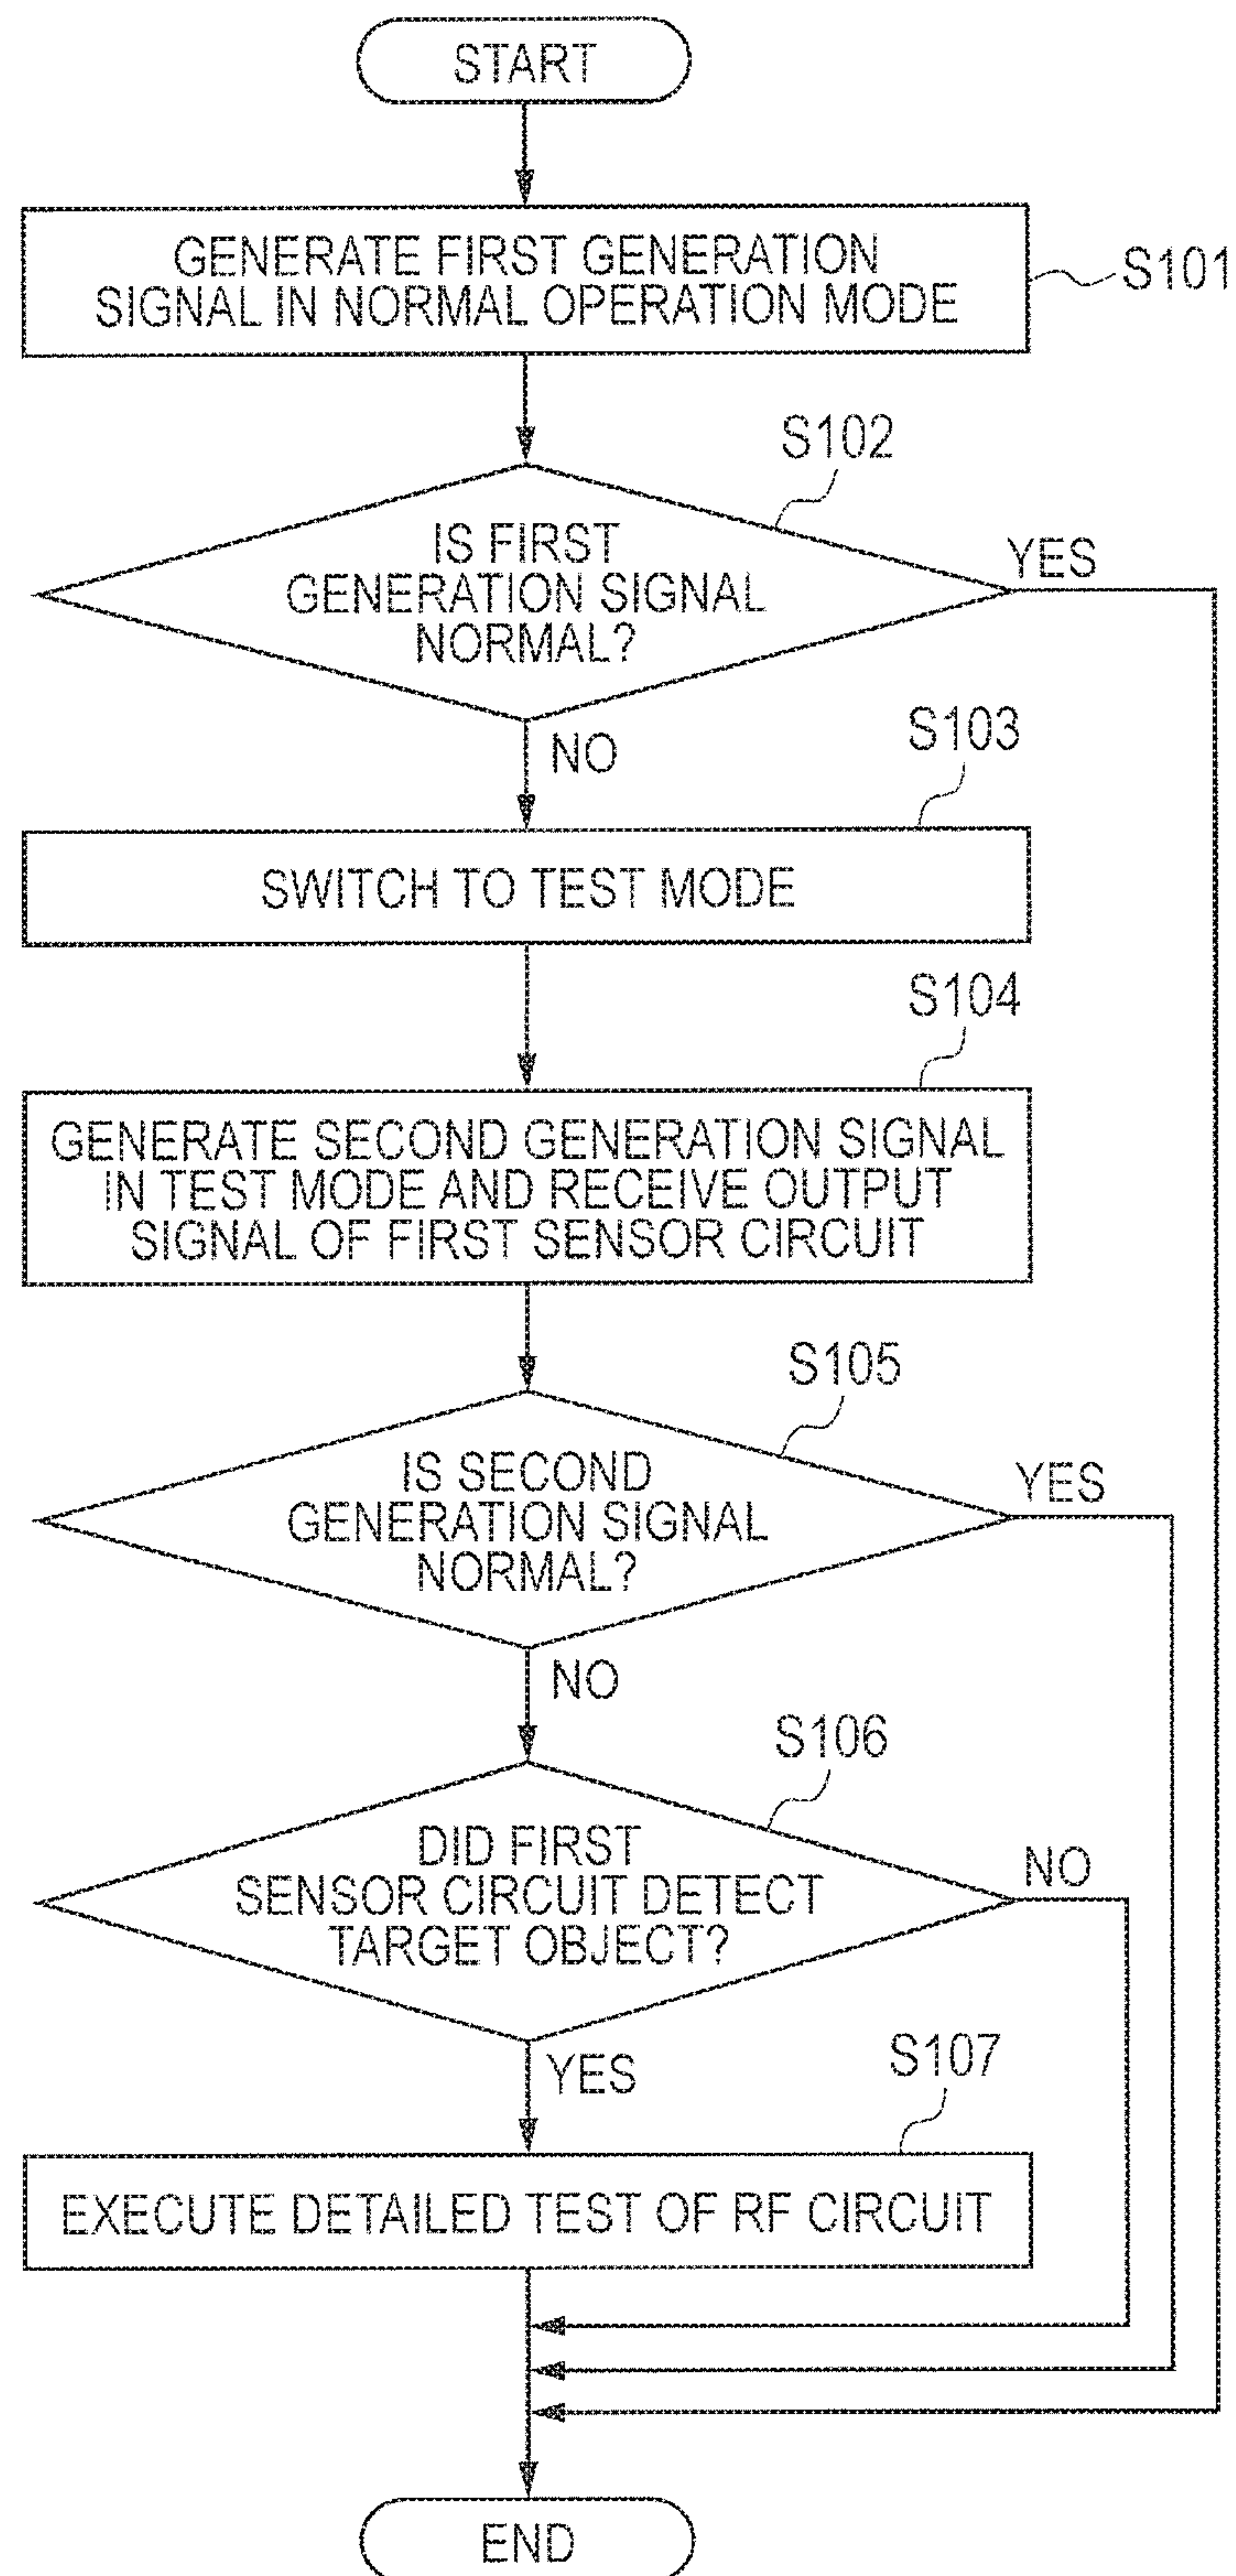 START
GENERATE FIRST GENERATION
SIGNAL IN NORMAL OPERATION MODE
S101
S102
IS FIRST
GENERATION SIGNAL
NORMAL?
YES
NO
S103
SWITCH TO TEST MODE
S104
GENERATE SECOND GENERATION SIGNAL
IN TEST MODE AND RECEIVE OUTPUT
SIGNAL OF FIRST SENSOR CIRCUIT
S105
IS SECOND
GENERATION SIGNAL
NORMAL?
YES
NO
S106
DID FIRST
SENSOR CIRCUIT DETECT
TARGET OBJECT?
NO
YES
S107
EXECUTE DETAILED TEST OF RF CIRCUIT
END